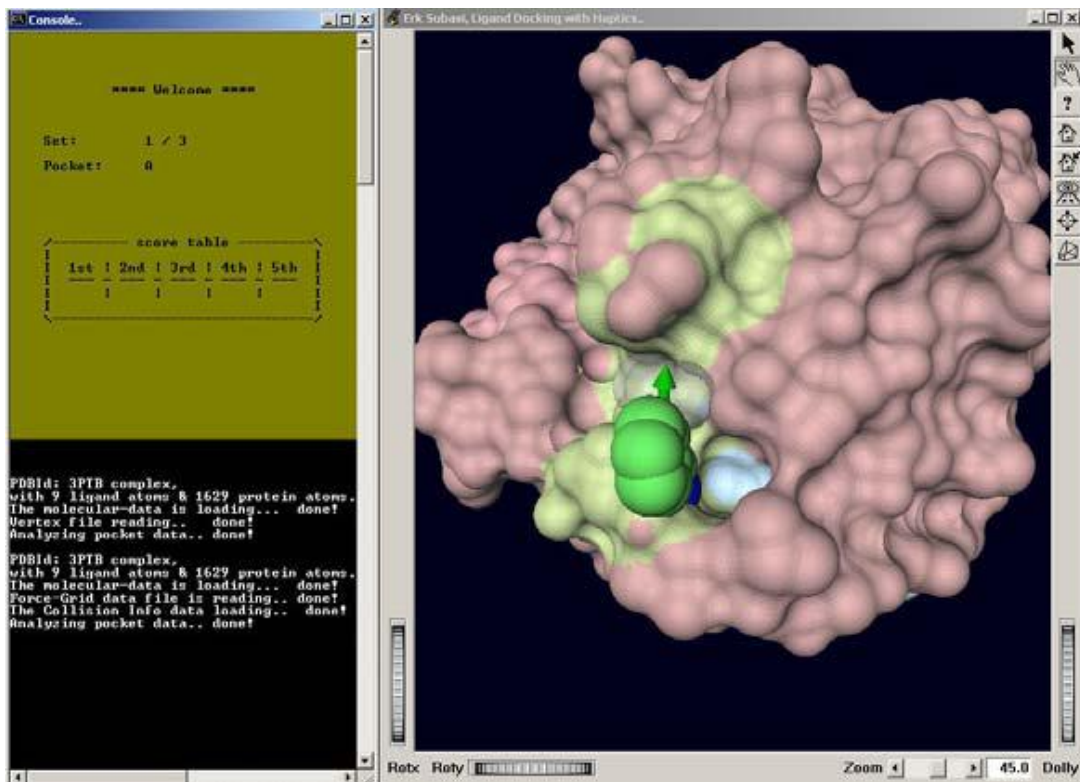 Console..
**** Welcome ****
Set: 1 / 3
Pocket: A
score table
1st | 2nd | 3rd | 4th | 5th
PDBId: 3PTB complex,
with 9 ligand atoms & 1629 protein atoms.
The molecular-data is loading... done!
Vertex file reading.. done!
Analyzing pocket data.. done!
PDBId: 3PTB complex,
with 9 ligand atoms & 1629 protein atoms.
The molecular-data is loading... done!
Force-Grid data file is reading.. done!
The Collision Info data loading.. done!
Analyzing pocket data.. done!
Erk Subasi, Ligand Docking with Haptics..
?
Rotx Roty Zoom 45.0 Dolly